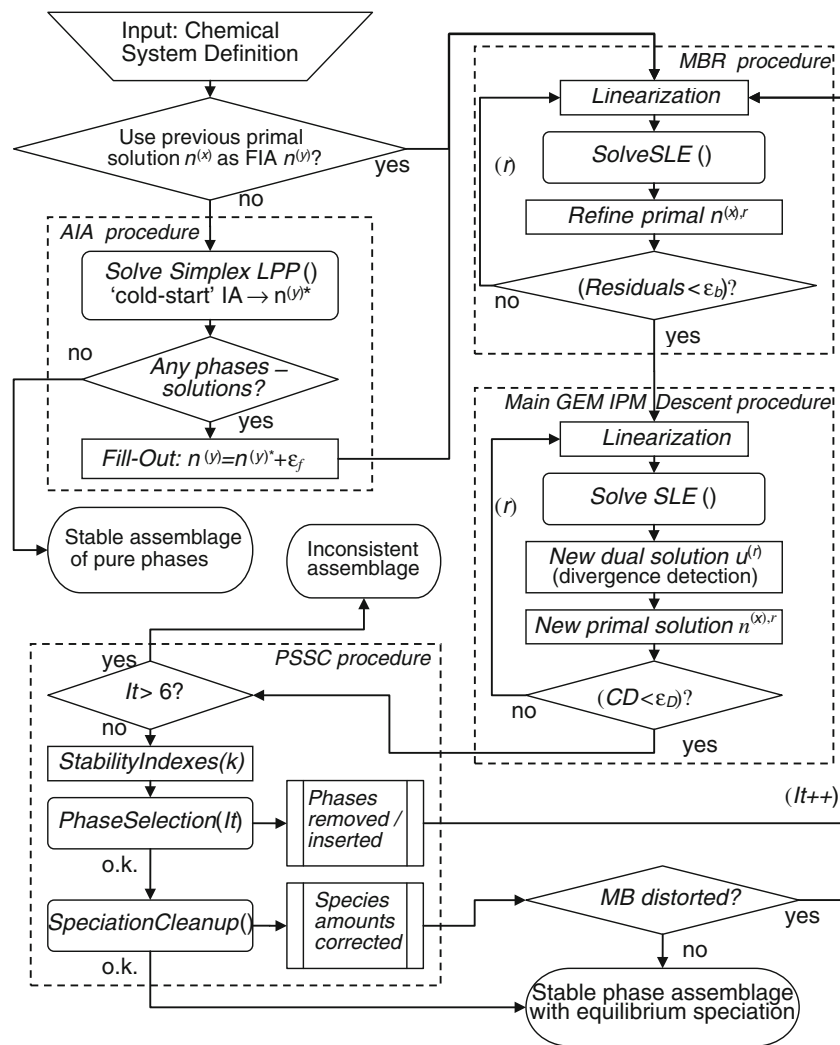 Input: Chemical
System Definition
Use previous primal
solution n(x) as FIA n(y)?
yes
no
AIA procedure
Solve Simplex LPP()
‘cold-start’ IA → n(y)*
no
Any phases –
solutions?
yes
Fill-Out: n(y)=n(y)*+εf
Stable assemblage
of pure phases
Inconsistent
assemblage
MBR procedure
Linearization
(r)
SolveSLE ()
Refine primal n(x),r
(Residuals<εb)?
no
yes
Main GEM IPM Descent procedure
Linearization
(r)
Solve SLE ()
New dual solution u(r)
(divergence detection)
New primal solution n(x),r
(CD<εD)?
no
yes
PSSC procedure
yes
It> 6?
no
StabilityIndexes(k)
PhaseSelection(It)
Phases
removed /
inserted
(It++)
o.k.
SpeciationCleanup()
Species
amounts
corrected
MB distorted?
yes
no
o.k.
Stable phase assemblage
with equilibrium speciation